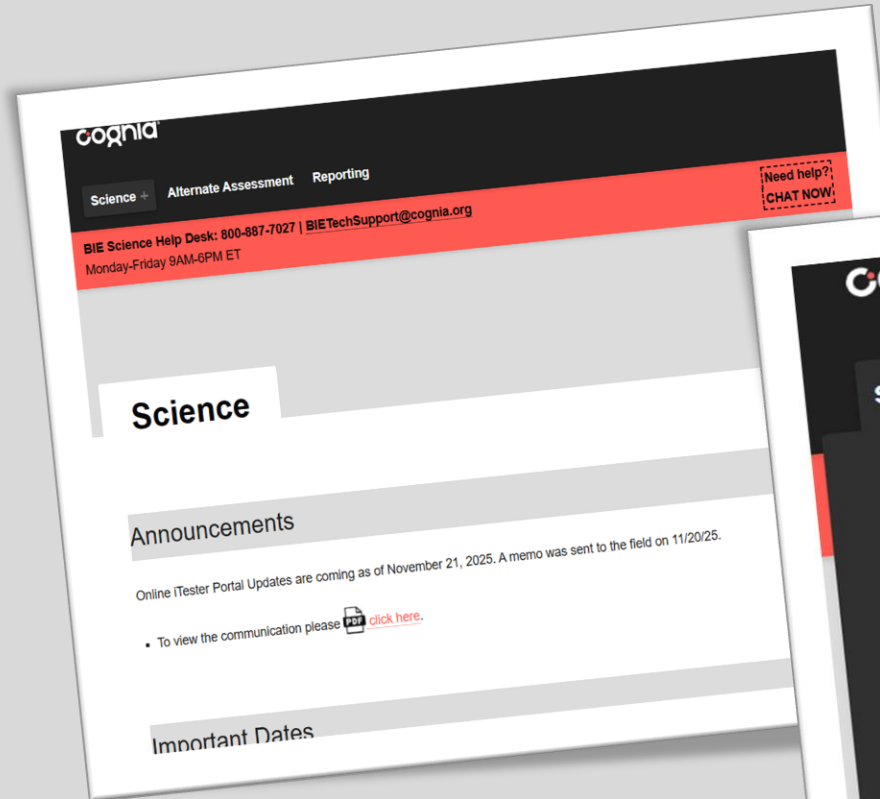 cognia
Science + Alternate Assessment Reporting
BIE Science Help Desk: 800-887-7027 | BIETechSupport@cognia.org
Monday-Friday 9AM-6PM ET
Need help?
CHAT NOW
Science
Announcements
Online iTester Portal Updates are coming as of November 21, 2025. A memo was sent to the field on 11/20/25.
▪ To view the communication please PDF click here.
Important Dates